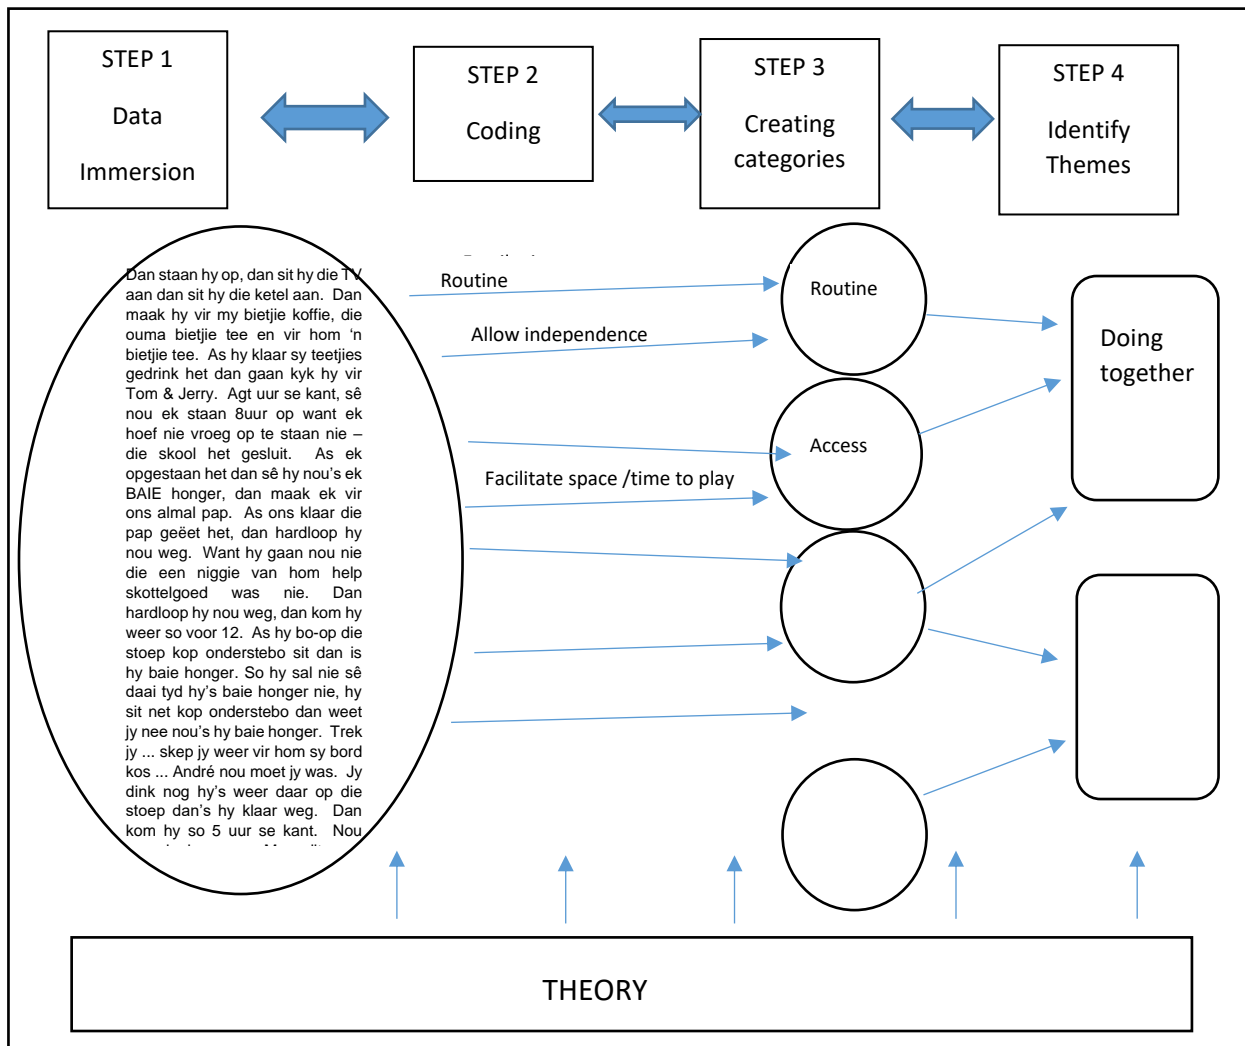 STEP 1
Data
Immersion
STEP 2
Coding
STEP 3
Creating
categories
STEP 4
Identify
Themes
Dan staan hy op, dan sit hy die TV
aan dan sit hy die ketel aan. Dan
maak hy vir my bietjie koffie, die
ouma bietjie tee en vir hom ‘n
bietjie tee. As hy klaar sy teetjies
gedrink het dan gaan kyk hy vir
Tom & Jerry. Agt uur se kant, sê
nou ek staan 8uur op want ek
hoef nie vroeg op te staan nie –
die skool het gesluit. As ek
opgestaan het dan sê hy nou's ek
BAIE honger, dan maak ek vir
ons almal pap. As ons klaar die
pap geëet het, dan hardloop hy
nou weg. Want hy gaan nou nie
die een niggie van hom help
skottelgoed was nie. Dan
hardloop hy nou weg, dan kom hy
weer so voor 12. As hy bo-op die
stoep kop onderstebo sit dan is
hy baie honger. So hy sal nie sê
daai tyd hy's baie honger nie, hy
sit net kop onderstebo dan weet
jy nee nou's hy baie honger. Trek
jy ... skep jy weer vir hom sy bord
kos ... André nou moet jy was. Jy
dink nog hy's weer daar op die
stoep dan's hy klaar weg. Dan
kom hy so 5 uur se kant. Nou
Routine
Allow independence
Facilitate space /time to play
Routine
Access
Doing
together
THEORY